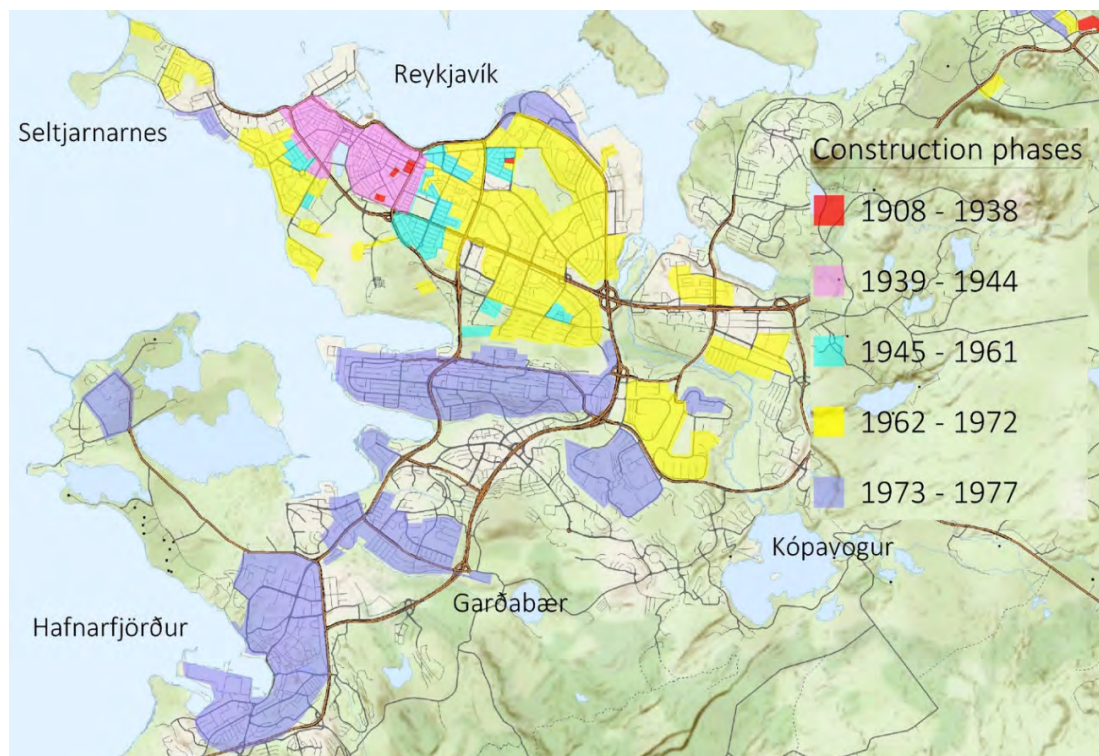 Reykjavík
Seltjarnarnes
Construction phases
1908 - 1938
1939 - 1944
1945 - 1961
1962 - 1972
1973 - 1977
Kópavogur
Garðabær
Hafnarfjörður